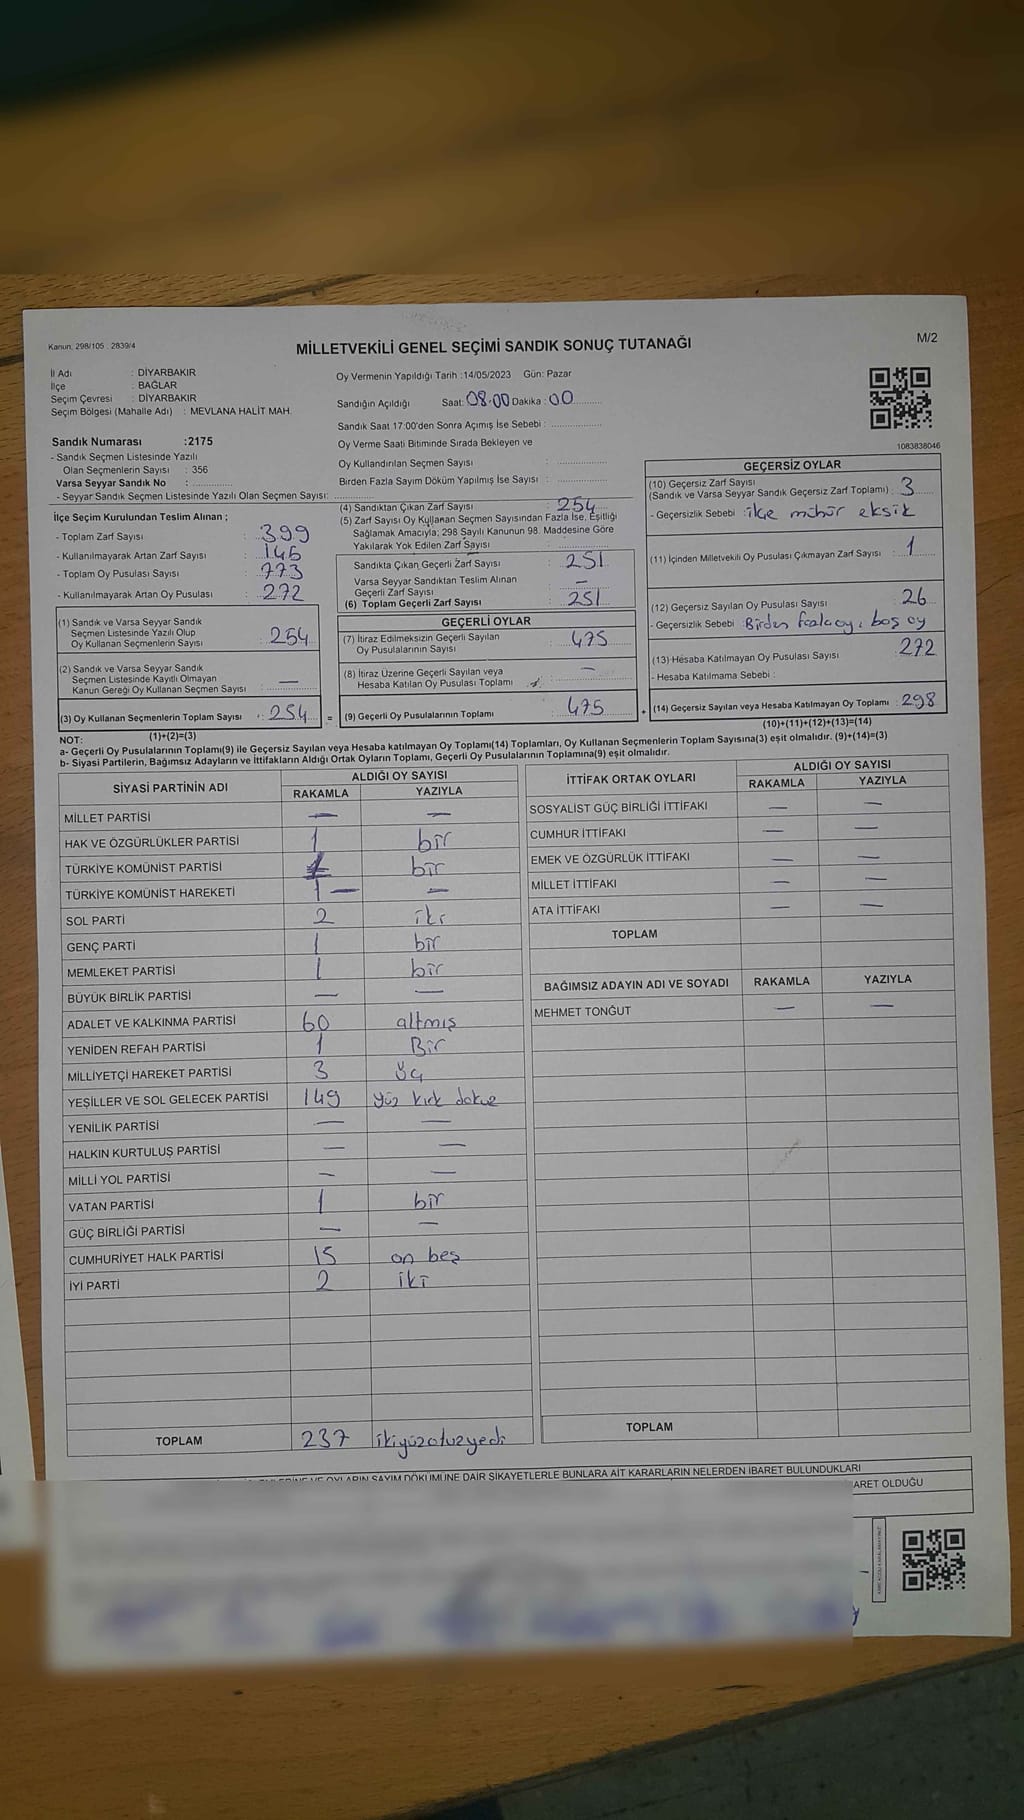 Kanun. 298/105 . 2839/4
MİLLETVEKİLİ GENEL SEÇİMİ SANDIK SONUÇ TUTANAĞI
M/2
İl Adı : DİYARBAKIR
İlçe : BAĞLAR
Seçim Çevresi : DİYARBAKIR
Seçim Bölgesi (Mahalle Adı) : MEVLANA HALİT MAH.
Sandık Numarası :2175
- Sandık Seçmen Listesinde Yazılı
Olan Seçmenlerin Sayısı : 356
Varsa Seyyar Sandık No :
- Seyyar Sandık Seçmen Listesinde Yazılı Olan Seçmen Sayısı:
Oy Vermenin Yapıldığı Tarih :14/05/2023 Gün: Pazar
Sandığın Açıldığı Saat: 08.00 Dakika : 00
Sandık Saat 17:00'den Sonra Açımış İse Sebebi :
Oy Verme Saati Bitiminde Sırada Bekleyen ve
Oy Kullandırılan Seçmen Sayısı :
Birden Fazla Sayım Döküm Yapılmış İse Sayısı :
1083838046
İlçe Seçim Kurulundan Teslim Alınan ;
- Toplam Zarf Sayısı : 399
- Kullanılmayarak Artan Zarf Sayısı : 146
- Toplam Oy Pusulası Sayısı : 773
- Kullanılmayarak Artan Oy Pusulası : 272
(1) Sandık ve Varsa Seyyar Sandık
Seçmen Listesinde Yazılı Olup
Oy Kullanan Seçmenlerin Sayısı : 254
(2) Sandık ve Varsa Seyyar Sandık
Seçmen Listesinde Kayıtlı Olmayan
Kanun Gereği Oy Kullanan Seçmen Sayısı : —
(3) Oy Kullanan Seçmenlerin Toplam Sayısı : 254 =
(1)+(2)=(3)
(4) Sandıktan Çıkan Zarf Sayısı : 254
(5) Zarf Sayısı Oy Kullanan Seçmen Sayısından Fazla İse, Eşitliği
Sağlamak Amacıyla; 298 Sayılı Kanunun 98. Maddesine Göre
Yakılarak Yok Edilen Zarf Sayısı :
Sandıkta Çıkan Geçerli Zarf Sayısı : 251
Varsa Seyyar Sandıktan Teslim Alınan
Geçerli Zarf Sayısı : —
(6) Toplam Geçerli Zarf Sayısı : 251
GEÇERLİ OYLAR
(7) İtiraz Edilmeksizin Geçerli Sayılan
Oy Pusulalarının Sayısı : 475
(8) İtiraz Üzerine Geçerli Sayılan veya
Hesaba Katılan Oy Pusulası Toplamı : —
(9) Geçerli Oy Pusulalarının Toplamı : 475 +
GEÇERSİZ OYLAR
(10) Geçersiz Zarf Sayısı
(Sandık ve Varsa Seyyar Sandık Geçersiz Zarf Toplamı) : 3
- Geçersizlik Sebebi : ilçe mühür eksik
(11) İçinden Milletvekili Oy Pusulası Çıkmayan Zarf Sayısı : 1
(12) Geçersiz Sayılan Oy Pusulası Sayısı : 26
- Geçersizlik Sebebi : Birden fazla oy, boş oy
(13) Hesaba Katılmayan Oy Pusulası Sayısı : 272
- Hesaba Katılmama Sebebi :
(14) Geçersiz Sayılan veya Hesaba Katılmayan Oy Toplamı : 298
(10)+(11)+(12)+(13)=(14)
NOT:
a- Geçerli Oy Pusulalarının Toplamı(9) ile Geçersiz Sayılan veya Hesaba katılmayan Oy Toplamı(14) Toplamları, Oy Kullanan Seçmenlerin Toplam Sayısına(3) eşit olmalıdır. (9)+(14)=(3)
b- Siyasi Partilerin, Bağımsız Adayların ve İttifakların Aldığı Ortak Oyların Toplamı, Geçerli Oy Pusulalarının Toplamına(9) eşit olmalıdır.
SİYASİ PARTİNİN ADI ALDIĞI OY SAYISI
RAKAMLA YAZIYLA
MİLLET PARTİSİ — —
HAK VE ÖZGÜRLÜKLER PARTİSİ 1 bir
TÜRKİYE KOMÜNİST PARTİSİ 1 bir
TÜRKİYE KOMÜNİST HAREKETİ 1 — —
SOL PARTİ 2 iki
GENÇ PARTİ 1 bir
MEMLEKET PARTİSİ 1 bir
BÜYÜK BİRLİK PARTİSİ — —
ADALET VE KALKINMA PARTİSİ 60 altmış
YENİDEN REFAH PARTİSİ 1 Bir
MİLLİYETÇİ HAREKET PARTİSİ 3 Üç
YEŞİLLER VE SOL GELECEK PARTİSİ 149 yüz kırk dokuz
YENİLİK PARTİSİ — —
HALKIN KURTULUŞ PARTİSİ — —
MİLLİ YOL PARTİSİ — —
VATAN PARTİSİ 1 bir
GÜÇ BİRLİĞİ PARTİSİ — —
CUMHURİYET HALK PARTİSİ 15 on beş
İYİ PARTİ 2 iki
TOPLAM 237 ikiyüzotuzyedi
İTTİFAK ORTAK OYLARI ALDIĞI OY SAYISI
RAKAMLA YAZIYLA
SOSYALİST GÜÇ BİRLİĞİ İTTİFAKI — —
CUMHUR İTTİFAKI — —
EMEK VE ÖZGÜRLÜK İTTİFAKI — —
MİLLET İTTİFAKI — —
ATA İTTİFAKI — —
TOPLAM
BAĞIMSIZ ADAYIN ADI VE SOYADI RAKAMLA YAZIYLA
MEHMET TONĞUT — —
TOPLAM
OYLARIN SAYIM DÖKÜMÜNE DAİR ŞİKAYETLERLE BUNLARA AİT KARARLARIN NELERDEN İBARET BULUNDUKLARI
OLDUĞU